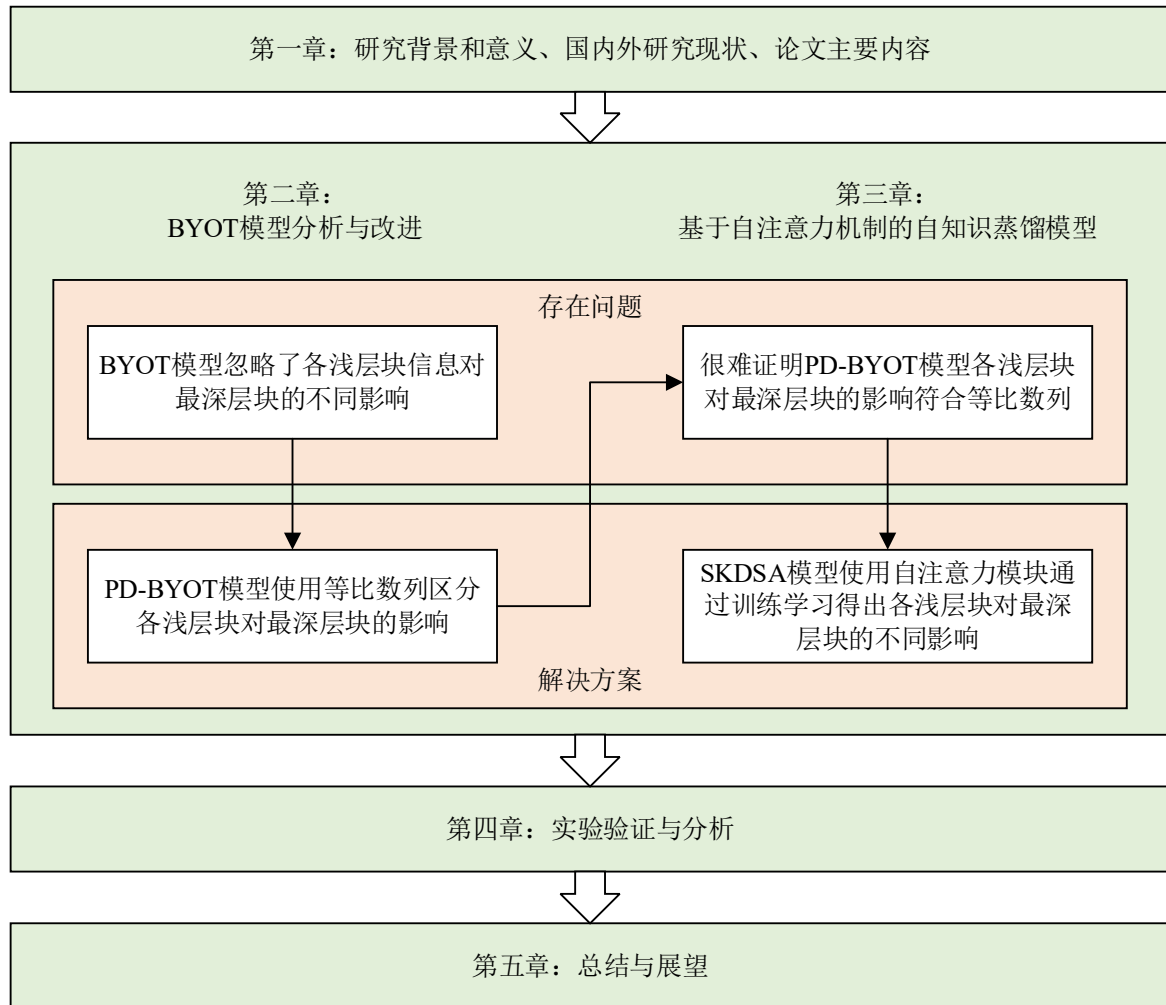 第一章：研究背景和意义、国内外研究现状、论文主要内容
第二章：
BYOT模型分析与改进
第三章：
基于自注意力机制的自知识蒸馏模型
存在问题
BYOT模型忽略了各浅层块信息对
最深层块的不同影响
很难证明PD-BYOT模型各浅层块
对最深层块的影响符合等比数列
PD-BYOT模型使用等比数列区分
各浅层块对最深层块的影响
SKDSA模型使用自注意力模块通
过训练学习得出各浅层块对最深
层块的不同影响
解决方案
第四章：实验验证与分析
第五章：总结与展望